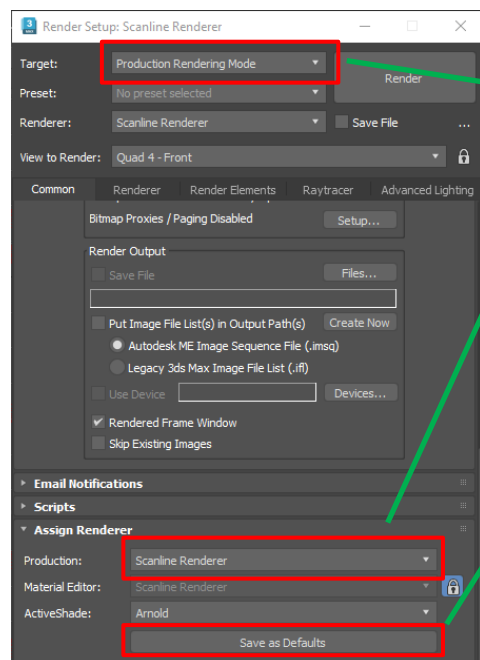 3
MAX
Render Setup: Scanline Renderer
Target: Production Rendering Mode
Render
Preset: No preset selected
Renderer: Scanline Renderer Save File ...
View to Render: Quad 4 - Front
Common Renderer Render Elements Raytracer Advanced Lighting
Bitmap Proxies / Paging Disabled Setup...
Render Output
Save File Files...
Put Image File List(s) in Output Path(s) Create Now
Autodesk ME Image Sequence File (.imsq)
Legacy 3ds Max Image File List (.ifl)
Use Device Devices...
Rendered Frame Window
Skip Existing Images
Email Notifications
Scripts
Assign Renderer
Production: Scanline Renderer
Material Editor: Scanline Renderer
ActiveShade: Arnold
Save as Defaults